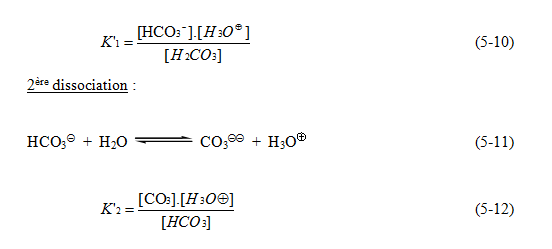 K'₁ = [HCO₃⁻].[H₃O⊕] / [H₂CO₃] (5-10)
2ère dissociation :
HCO₃⊖ + H₂O ⇌ CO₃⊖⊖ + H₃O⊕ (5-11)
K'₂ = [CO₃].[H₃O⊕] / [HCO₃] (5-12)